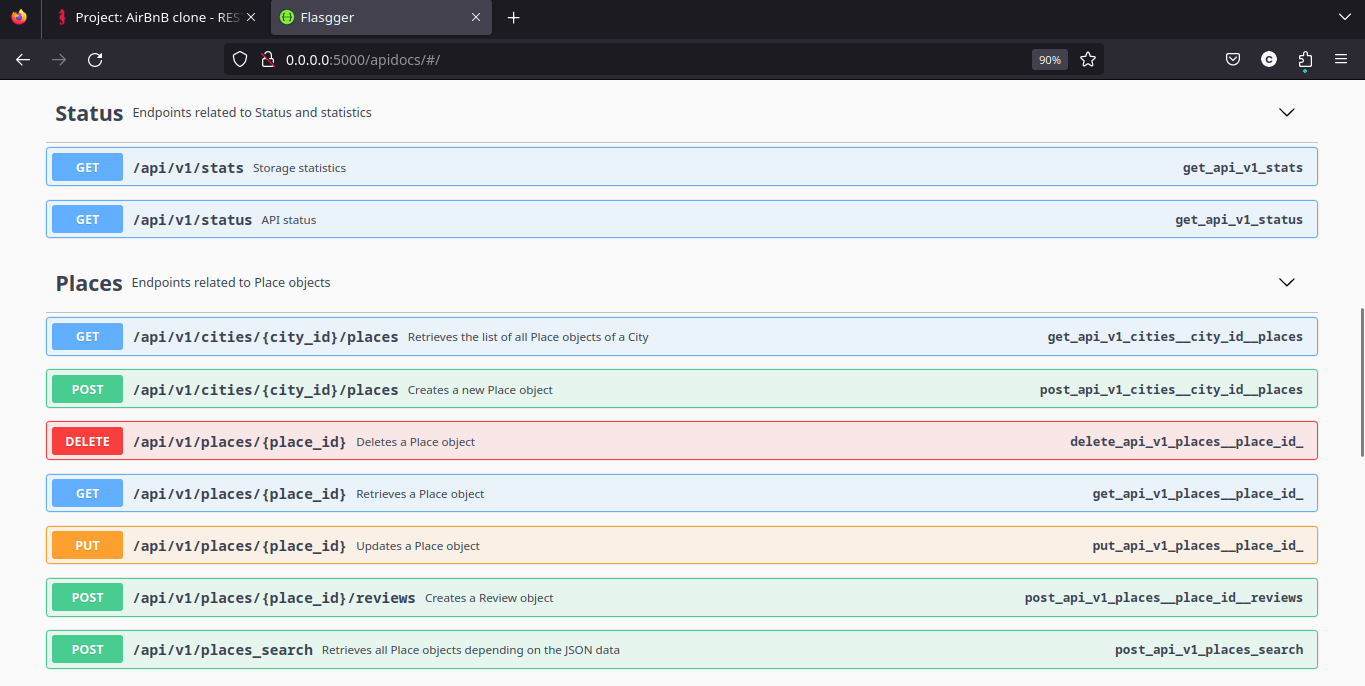 Project: AirBnB clone - RES
Flasgger
0.0.0.0:5000/apidocs/#/
90%
C
Status Endpoints related to Status and statistics
GET /api/v1/stats Storage statistics get_api_v1_stats
GET /api/v1/status API status get_api_v1_status
Places Endpoints related to Place objects
GET /api/v1/cities/{city_id}/places Retrieves the list of all Place objects of a City get_api_v1_cities__city_id__places
POST /api/v1/cities/{city_id}/places Creates a new Place object post_api_v1_cities__city_id__places
DELETE /api/v1/places/{place_id} Deletes a Place object delete_api_v1_places__place_id_
GET /api/v1/places/{place_id} Retrieves a Place object get_api_v1_places__place_id_
PUT /api/v1/places/{place_id} Updates a Place object put_api_v1_places__place_id_
POST /api/v1/places/{place_id}/reviews Creates a Review object post_api_v1_places__place_id__reviews
POST /api/v1/places_search Retrieves all Place objects depending on the JSON data post_api_v1_places_search